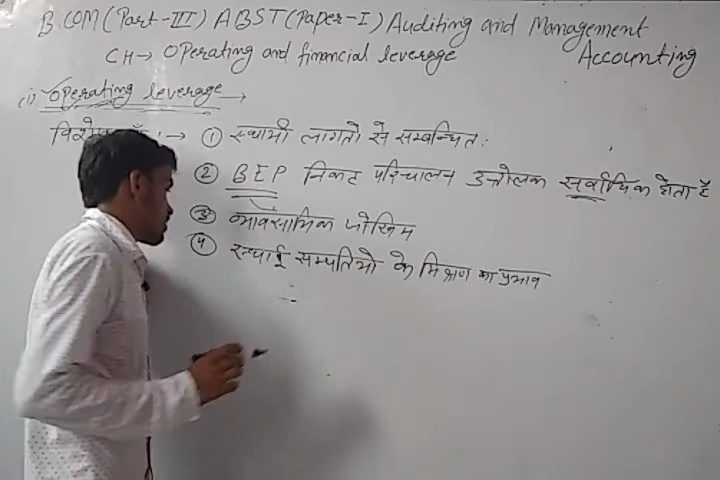 B.COM (Part-III) ABST (Paper-I) Auditing and Management Accounting
CH→ Operating and financial leverage
(i) Operating leverage →
① स्थायी लागतो से सम्बन्धित :
② BEP निकट परिचालन उत्तोलक सर्वाधिक होता है
③ व्यावसायिक जोखिम
④ स्थाई सम्पतियो के मिश्रण का प्रभाव